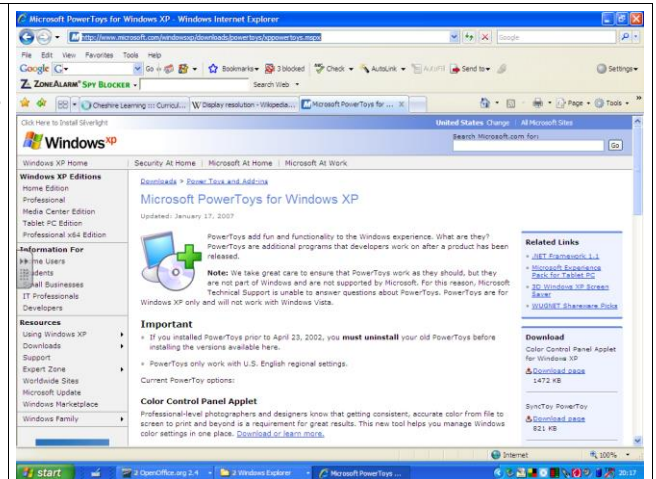 Microsoft PowerToys for Windows XP - Windows Internet Explorer
http://www.microsoft.com/windowsxp/downloads/powertoys/xppowertoys.mspx
Google
File Edit View Favorites Tools Help
Google G Go Bookmarks 3 blocked Check AutoLink AutoFill Send to Settings
ZONEALARM SPY BLOCKER Search Web
Cheshire Learning ::: Curricul... Display resolution - Wikipedia... Microsoft PowerToys for ... Page Tools
Click Here to Install Silverlight
United States Change | All Microsoft Sites
Windows xp
Search Microsoft.com for:
Go
Windows XP Home | Security At Home | Microsoft At Home | Microsoft At Work
Windows XP Editions
Home Edition
Professional
Media Center Edition
Tablet PC Edition
Professional x64 Edition
Information For
me Users
dents
all Businesses
IT Professionals
Developers
Resources
Using Windows XP
Downloads
Support
Expert Zone
Worldwide Sites
Microsoft Update
Windows Marketplace
Windows Family
Downloads > Power Toys and Add-ins
Microsoft PowerToys for Windows XP
Updated: January 17, 2007
PowerToys add fun and functionality to the Windows experience. What are they?
PowerToys are additional programs that developers work on after a product has been
released.
Note: We take great care to ensure that PowerToys work as they should, but they
are not part of Windows and are not supported by Microsoft. For this reason, Microsoft
Technical Support is unable to answer questions about PowerToys. PowerToys are for
Windows XP only and will not work with Windows Vista.
Important
If you installed PowerToys prior to April 23, 2002, you must uninstall your old PowerToys before
installing the versions available here.
PowerToys only work with U.S. English regional settings.
Current PowerToy options:
Color Control Panel Applet
Professional-level photographers and designers know that getting consistent, accurate color from file to
screen to print and beyond is a requirement for great results. This new tool helps you manage Windows
color settings in one place. Download or learn more.
Related Links
.NET Framework 1.1
Microsoft Experience
Pack for Tablet PC
3D Windows XP Screen
Saver
WUGNET Shareware Picks
Download
Color Control Panel Applet
for Windows XP
Download page
1472 KB
SyncToy PowerToy
Download page
821 KB
Internet 100%
start 2 OpenOffice.org 2.4 2 Windows Explorer Microsoft PowerToys ... 20:17